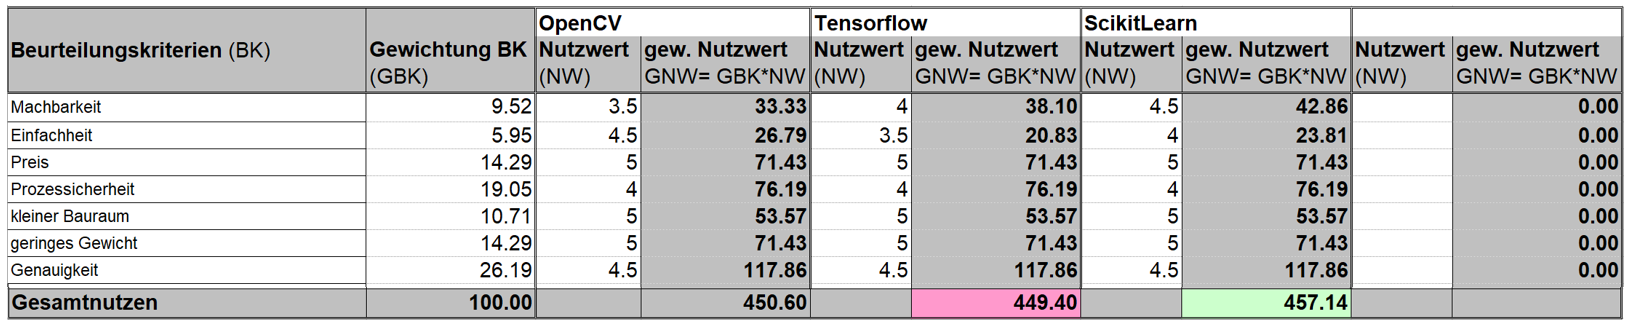 OpenCV Tensorflow ScikitLearn
Beurteilungskriterien (BK) Gewichtung BK Nutzwert gew. Nutzwert Nutzwert gew. Nutzwert Nutzwert gew. Nutzwert Nutzwert gew. Nutzwert
(GBK) (NW) GNW= GBK*NW (NW) GNW= GBK*NW (NW) GNW= GBK*NW (NW) GNW= GBK*NW
Machbarkeit 9.52 3.5 33.33 4 38.10 4.5 42.86 0.00
Einfachheit 5.95 4.5 26.79 3.5 20.83 4 23.81 0.00
Preis 14.29 5 71.43 5 71.43 5 71.43 0.00
Prozessicherheit 19.05 4 76.19 4 76.19 4 76.19 0.00
kleiner Bauraum 10.71 5 53.57 5 53.57 5 53.57 0.00
geringes Gewicht 14.29 5 71.43 5 71.43 5 71.43 0.00
Genauigkeit 26.19 4.5 117.86 4.5 117.86 4.5 117.86 0.00
Gesamtnutzen 100.00 450.60 449.40 457.14